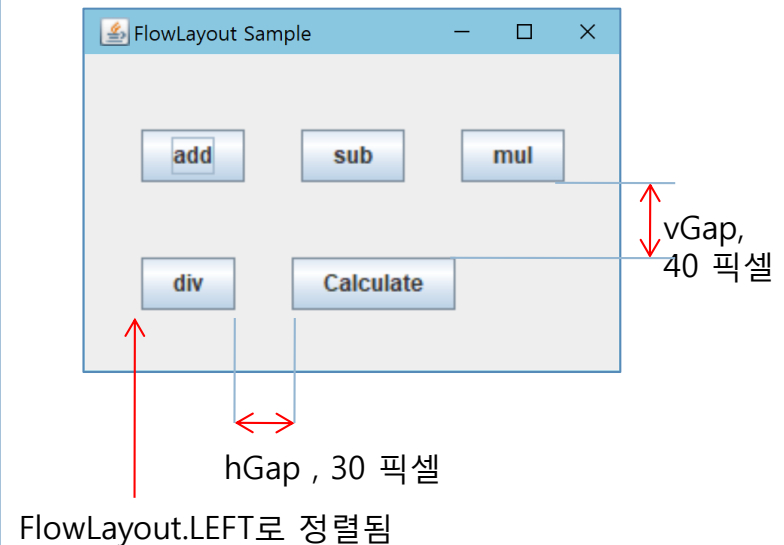 FlowLayout Sample
add
sub
mul
vGap,
40 픽셀
div
Calculate
hGap , 30 픽셀
FlowLayout.LEFT로 정렬됨